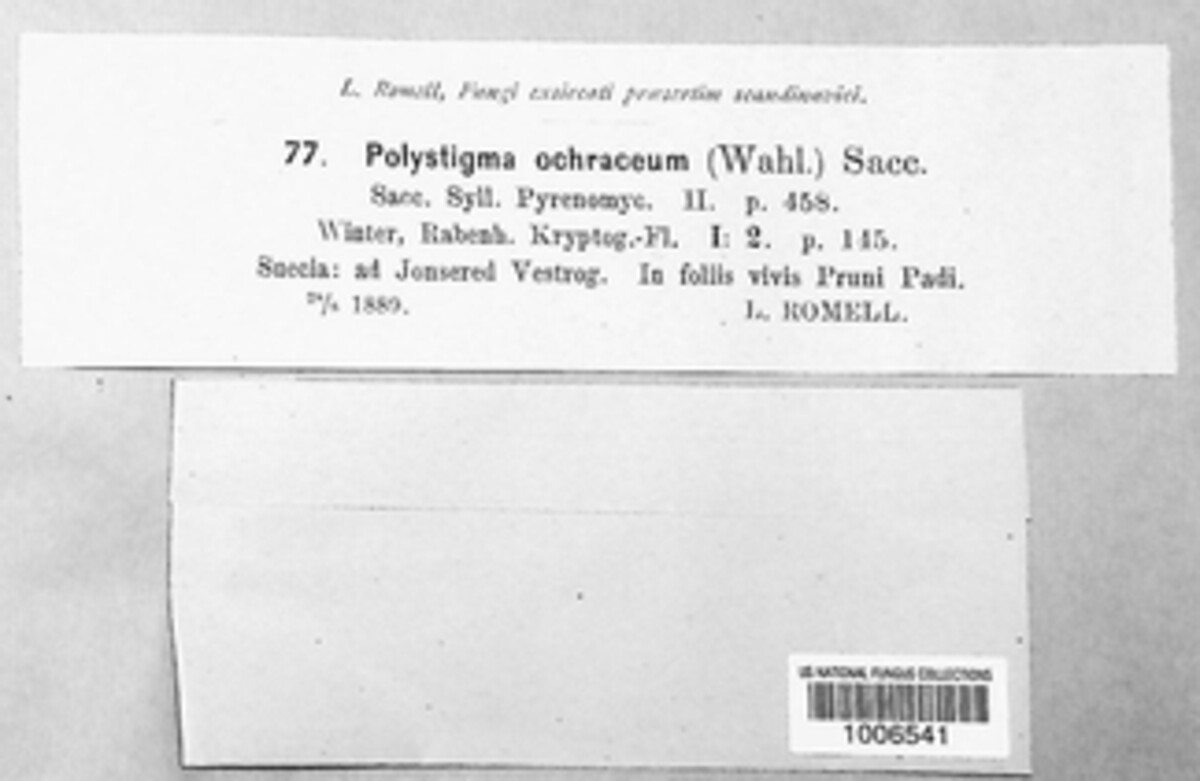 L. Romell, Fungi exsiccati præsertim scandinavici.
77. Polystigma ochraceum (Wahl.) Sacc.
Sacc. Syll. Pyrenomyc. II. p. 458.
Winter, Rabenh. Kryptog.-Fl. I: 2. p. 145.
Suecia: ad Jonsered Vestrog. In foliis vivis Pruni Padi.
1889. L. ROMELL.
US NATIONAL FUNGUS COLLECTIONS
1006541